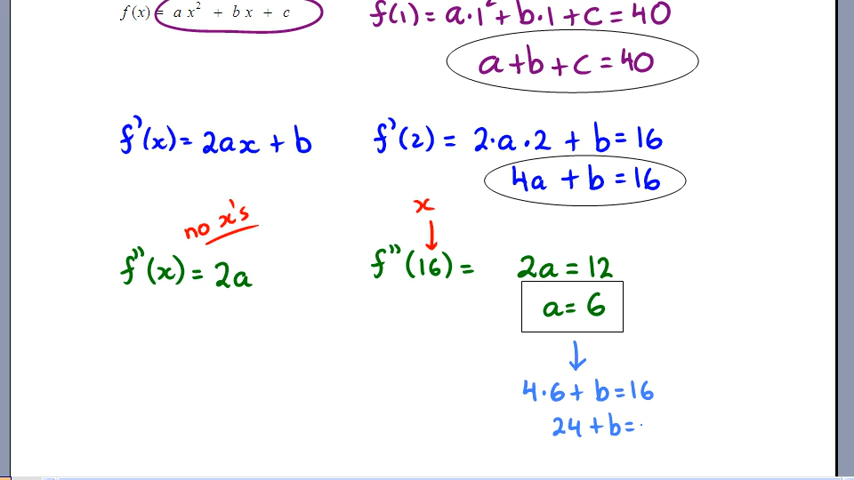 f(x) = a x² + b x + c
f(1) = a·1² + b·1 + c = 40
a + b + c = 40
f'(x) = 2ax + b
f'(2) = 2·a·2 + b = 16
4a + b = 16
no x's
x
f''(x) = 2a
f''(16) = 2a = 12
a = 6
4·6 + b = 16
24 + b =